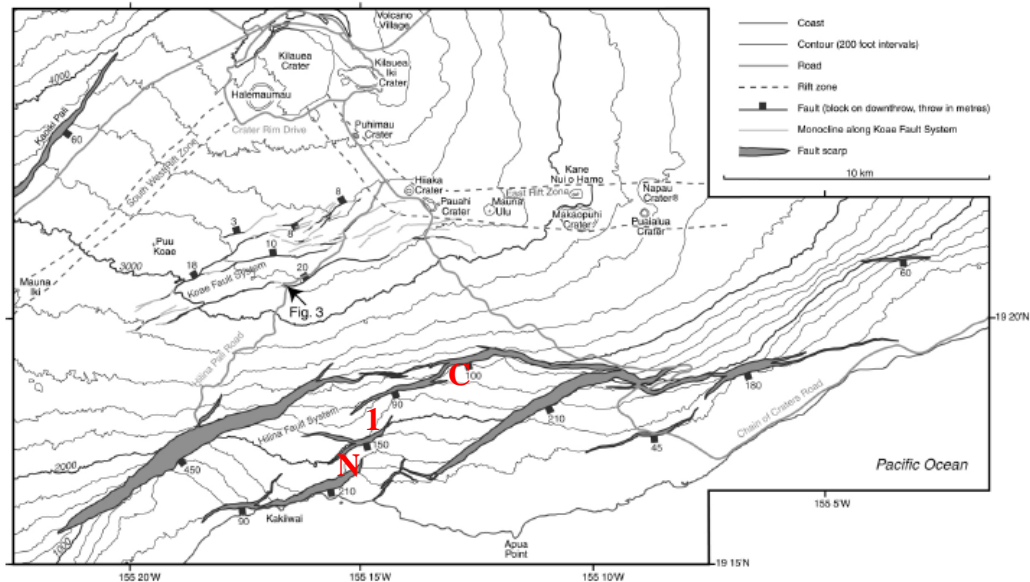 Volcano
Village
Kilauea
Crater
Kilauea
Iki
Crater
Halemaumau
Crater Rim Drive
Puhimau
Crater
4000
Kaoiki Pali
60
South West Rift Zone
Hiiaka
Crater
Pauahi
Crater
Mauna
Ulu
East Rift Zone
Kane
Nui o Hamo
Makaopuhi
Crater
Napau
Crater®
Puaialua
Crater
8
3
8
10
18
20
Puu
Koae
3000
Koae Fault System
Mauna
Iki
Fig. 3
Hilina Pali Road
C
100
90
1
Hilina Fault System
150
N
210
450
2000
90
Kakiiwai
1000
210
45
180
60
Chain of Craters Road
Pacific Ocean
Apua
Point
Coast
Contour (200 foot intervals)
Road
Rift zone
Fault (block on downthrow, throw in metres)
Monocline along Koae Fault System
Fault scarp
10 km
19 20'N
155 5'W
19 15'N
155 20'W
155 15'W
155 10'W